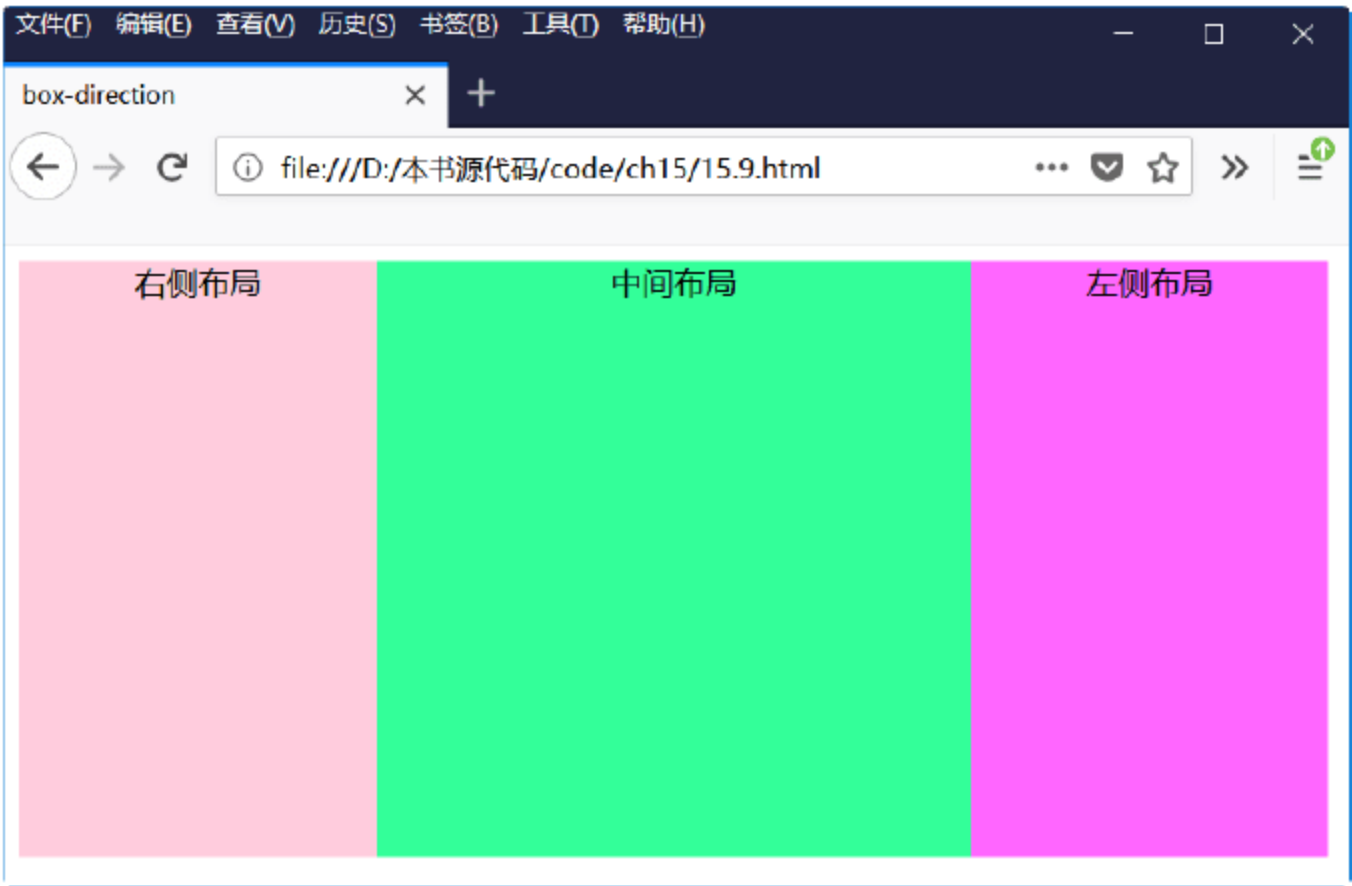 文件(F) 编辑(E) 查看(V) 历史(S) 书签(B) 工具(T) 帮助(H)
box-direction
file:///D:/本书源代码/code/ch15/15.9.html
右侧布局 中间布局 左侧布局